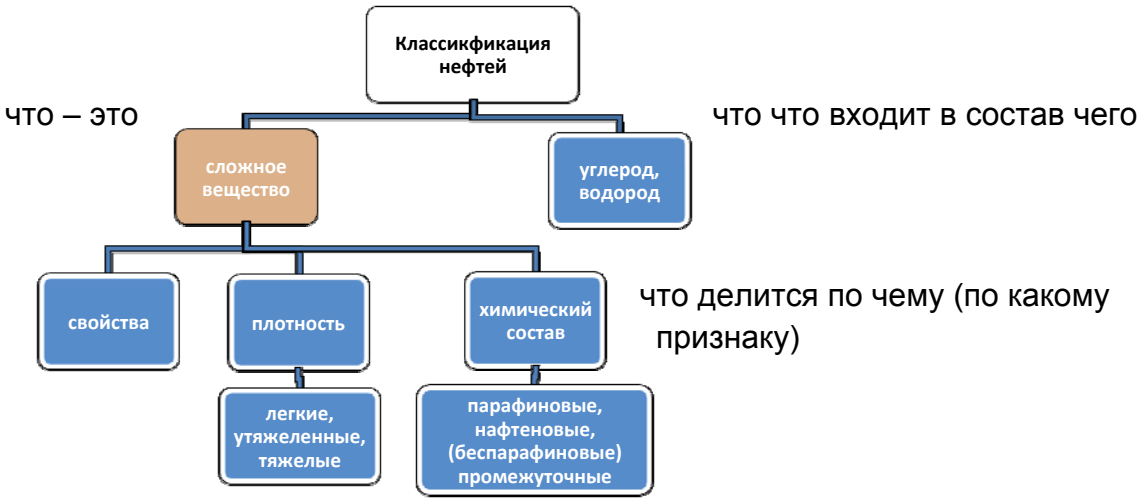 Классикфикация
нефтей
что – это
что что входит в состав чего
сложное
вещество
углерод,
водород
свойства
плотность
химический
состав
что делится по чему (по какому
признаку)
легкие,
утяжеленные,
тяжелые
парафиновые,
нафтеновые,
(беспарафиновые)
промежуточные